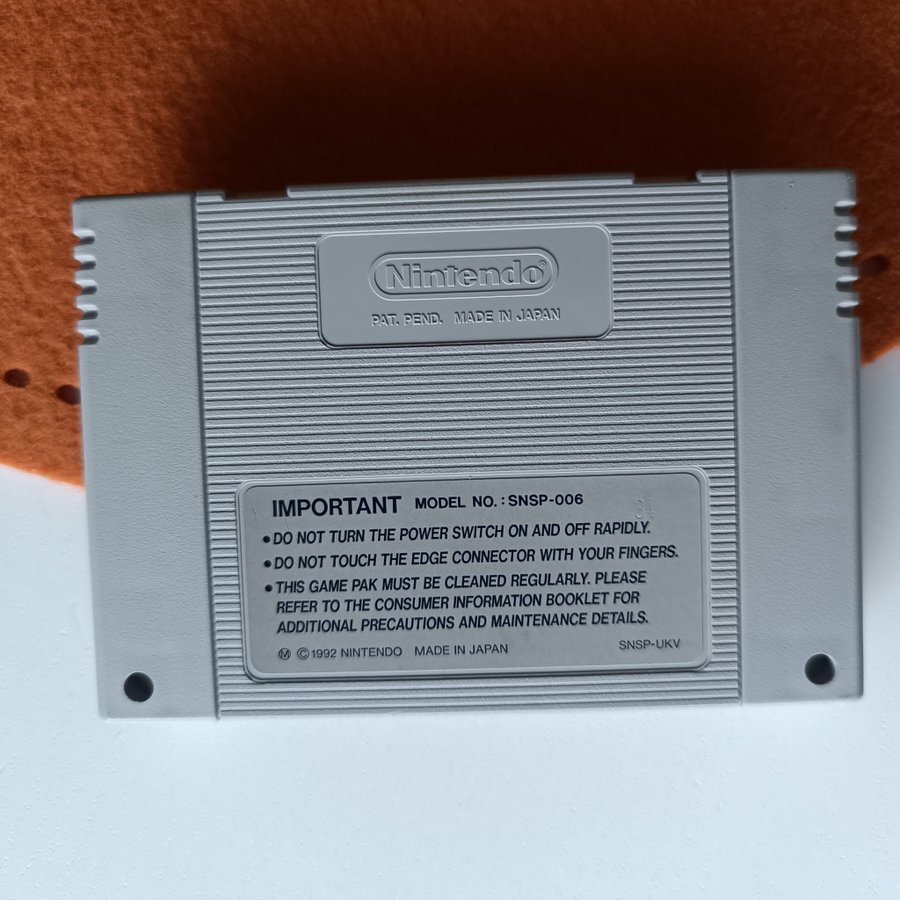 Nintendo®
PAT. PEND. MADE IN JAPAN
IMPORTANT MODEL NO.: SNSP-006
31
•DO NOT TURN THE POWER SWITCH ON AND OFF RAPIDLY.
•DO NOT TOUCH THE EDGE CONNECTOR WITH YOUR FINGERS.
•THIS GAME PAK MUST BE CLEANED REGULARLY. PLEASE
REFER TO THE CONSUMER INFORMATION BOOKLET FOR
ADDITIONAL PRECAUTIONS AND MAINTENANCE DETAILS.
Ⓜ ©1992 NINTENDO MADE IN JAPAN SNSP-UKV